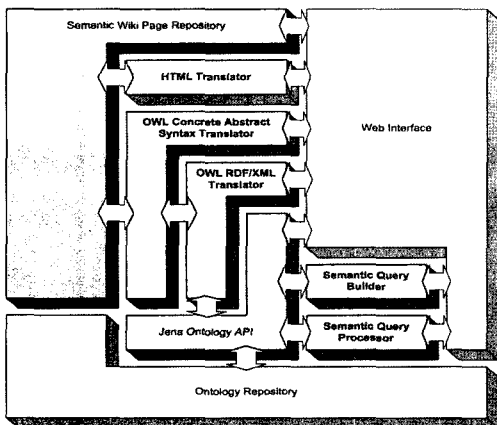 Semantic Wiki Page Repository
HTML Translator
OWL Concrete Abstract
Syntax Translator
Web Interface
OWL RDF/XML
Translator
Semantic Query
Builder
Jena Ontology API
Semantic Query
Processor
Ontology Repository